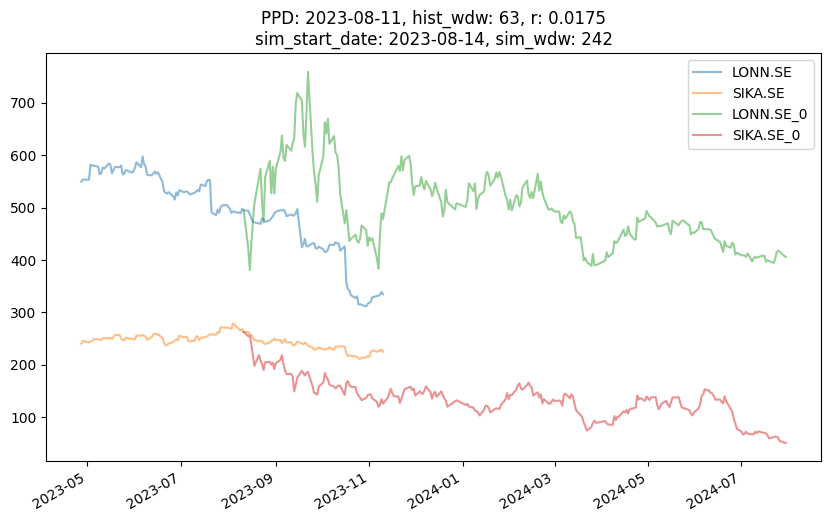 PPD: 2023-08-11, hist_wdw: 63, r: 0.0175
sim_start_date: 2023-08-14, sim_wdw: 242
LONN.SE
SIKA.SE
LONN.SE_0
SIKA.SE_0
700
600
500
400
300
200
100
2023-05
2023-07
2023-09
2023-11
2024-01
2024-03
2024-05
2024-07